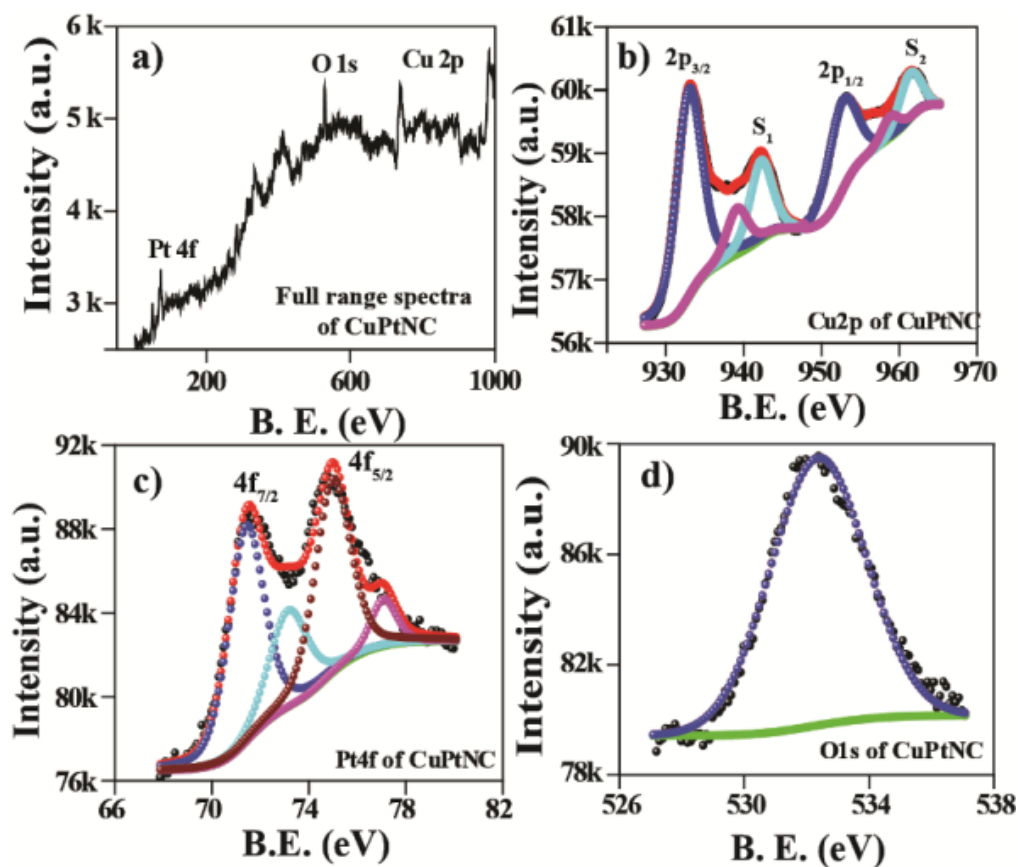 a)
6 k
5 k
4 k
3 k
Intensity (a.u.)
O 1s
Cu 2p
Pt 4f
Full range spectra
of CuPtNC
200
600
1000
B. E. (eV)
b)
61k
60k
59k
58k
57k
56k
Intensity (a.u.)
2p3/2
S1
2p1/2
S2
Cu2p of CuPtNC
930
940
950
960
970
B.E. (eV)
c)
92k
88k
84k
80k
76k
Intensity (a.u.)
4f7/2
4f5/2
Pt4f of CuPtNC
66
70
74
78
82
B.E. (eV)
d)
90k
86k
82k
78k
Intensity (a.u.)
O1s of CuPtNC
526
530
534
538
B. E. (eV)